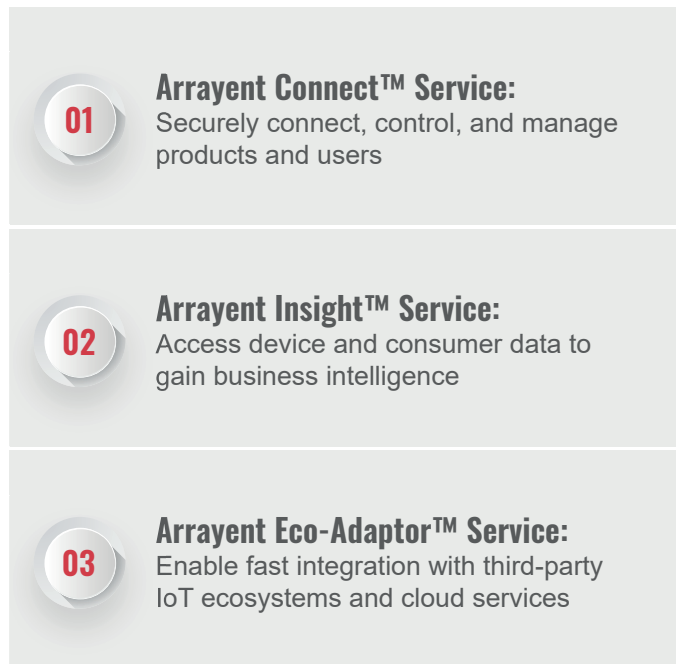 01
Arrayent Connect™ Service:
Securely connect, control, and manage
products and users
02
Arrayent Insight™ Service:
Access device and consumer data to
gain business intelligence
03
Arrayent Eco-Adaptor™ Service:
Enable fast integration with third-party
IoT ecosystems and cloud services